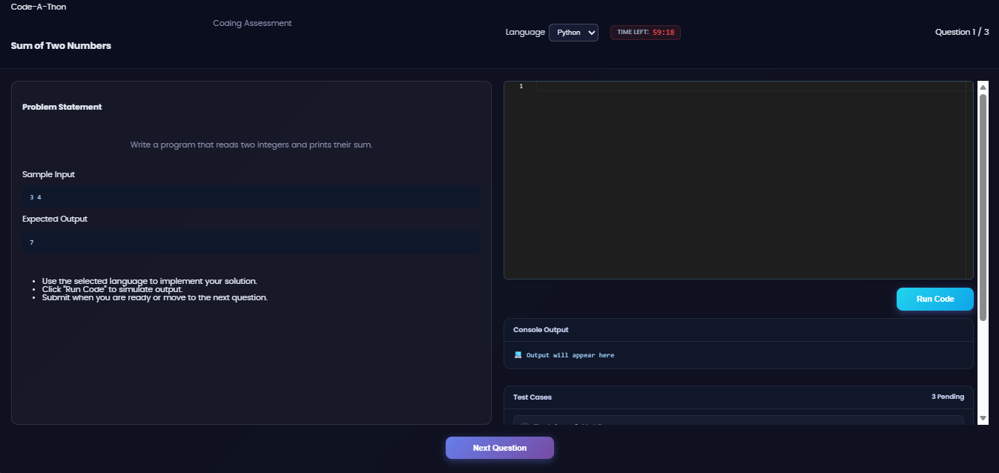 Code-A-Thon
Coding Assessment
Sum of Two Numbers
Language Python TIME LEFT: 59:18
Question 1 / 3
Problem Statement
Write a program that reads two integers and prints their sum.
Sample Input
3 4
Expected Output
7
• Use the selected language to implement your solution.
• Click "Run Code" to simulate output.
• Submit when you are ready or move to the next question.
1
Run Code
Console Output
Output will appear here
Test Cases 3 Pending
Next Question